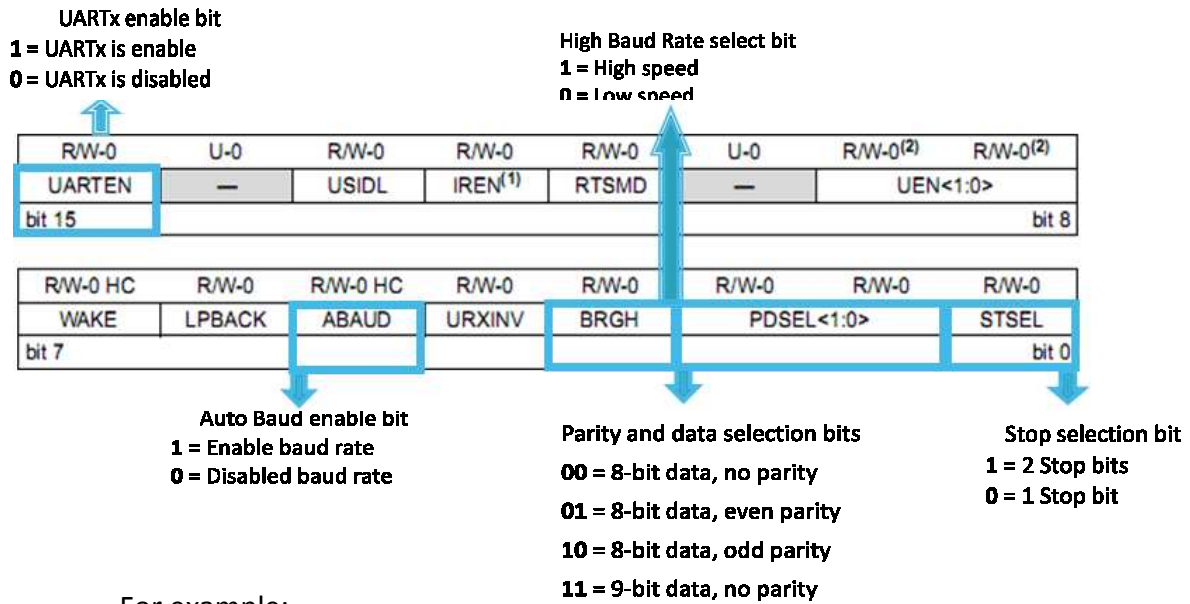 UARTx enable bit
1 = UARTx is enable
0 = UARTx is disabled
High Baud Rate select bit
1 = High speed
0 = Low speed
R/W-0 U-0 R/W-0 R/W-0 R/W-0 U-0 R/W-0(2) R/W-0(2)
UARTEN — USIDL IREN(1) RTSMD — UEN<1:0>
bit 15 bit 8
R/W-0 HC R/W-0 R/W-0 HC R/W-0 R/W-0 R/W-0 R/W-0 R/W-0
WAKE LPBACK ABAUD URXINV BRGH PDSEL<1:0> STSEL
bit 7 bit 0
Auto Baud enable bit
1 = Enable baud rate
0 = Disabled baud rate
Parity and data selection bits
00 = 8-bit data, no parity
01 = 8-bit data, even parity
10 = 8-bit data, odd parity
11 = 9-bit data, no parity
Stop selection bit
1 = 2 Stop bits
0 = 1 Stop bit
For example: